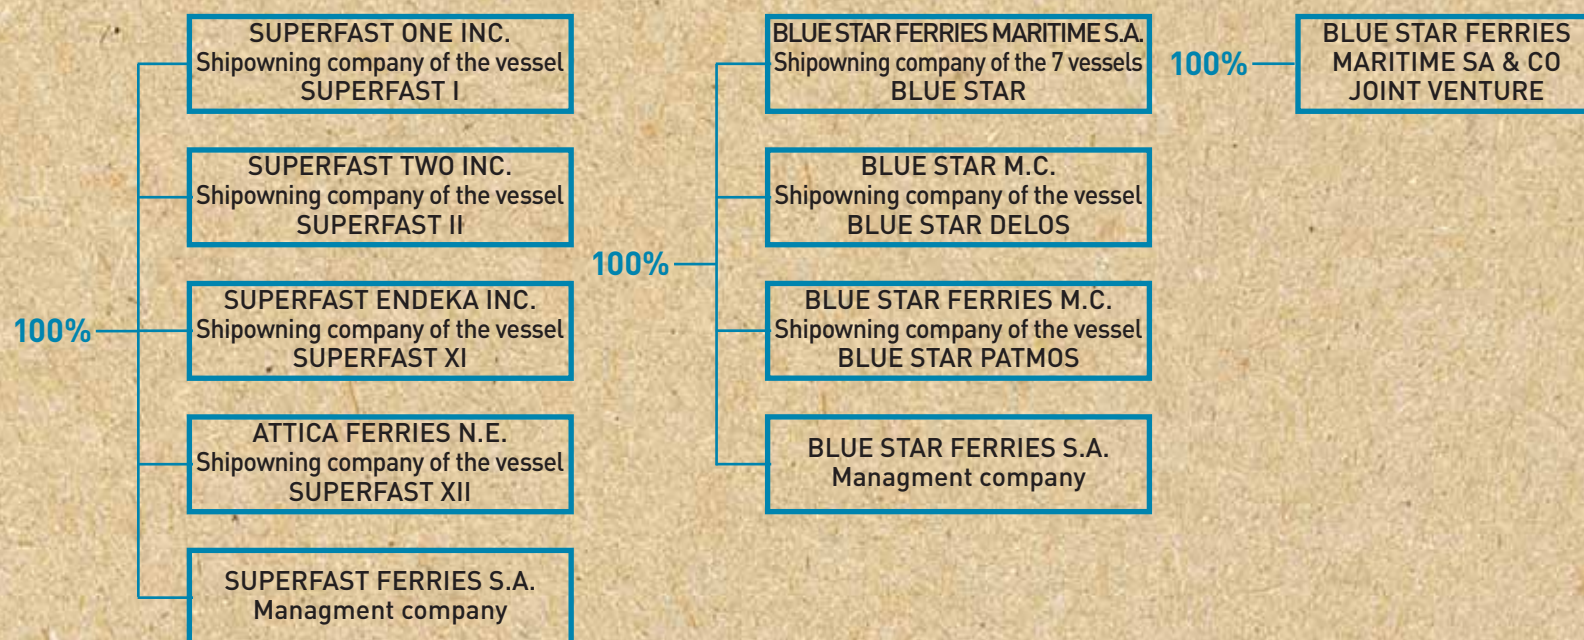 100%
SUPERFAST ONE INC.
Shipowning company of the vessel
SUPERFAST I
SUPERFAST TWO INC.
Shipowning company of the vessel
SUPERFAST II
SUPERFAST ENDEKA INC.
Shipowning company of the vessel
SUPERFAST XI
ATTICA FERRIES N.E.
Shipowning company of the vessel
SUPERFAST XII
SUPERFAST FERRIES S.A.
Managment company
100%
BLUE STAR FERRIES MARITIME S.A.
Shipowning company of the 7 vessels
BLUE STAR
BLUE STAR M.C.
Shipowning company of the vessel
BLUE STAR DELOS
BLUE STAR FERRIES M.C.
Shipowning company of the vessel
BLUE STAR PATMOS
BLUE STAR FERRIES S.A.
Managment company
100%
BLUE STAR FERRIES
MARITIME SA & CO
JOINT VENTURE